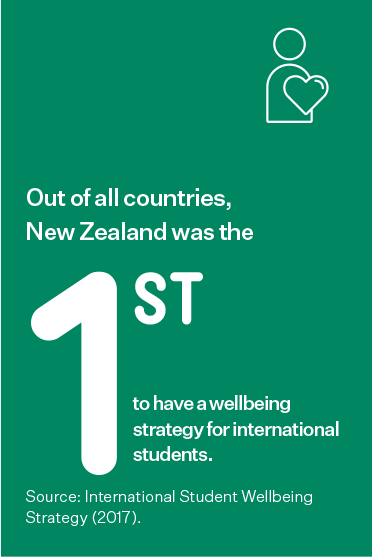 Out of all countries,
New Zealand was the
1ST
to have a wellbeing
strategy for international
students.
Source: International Student Wellbeing
Strategy (2017).